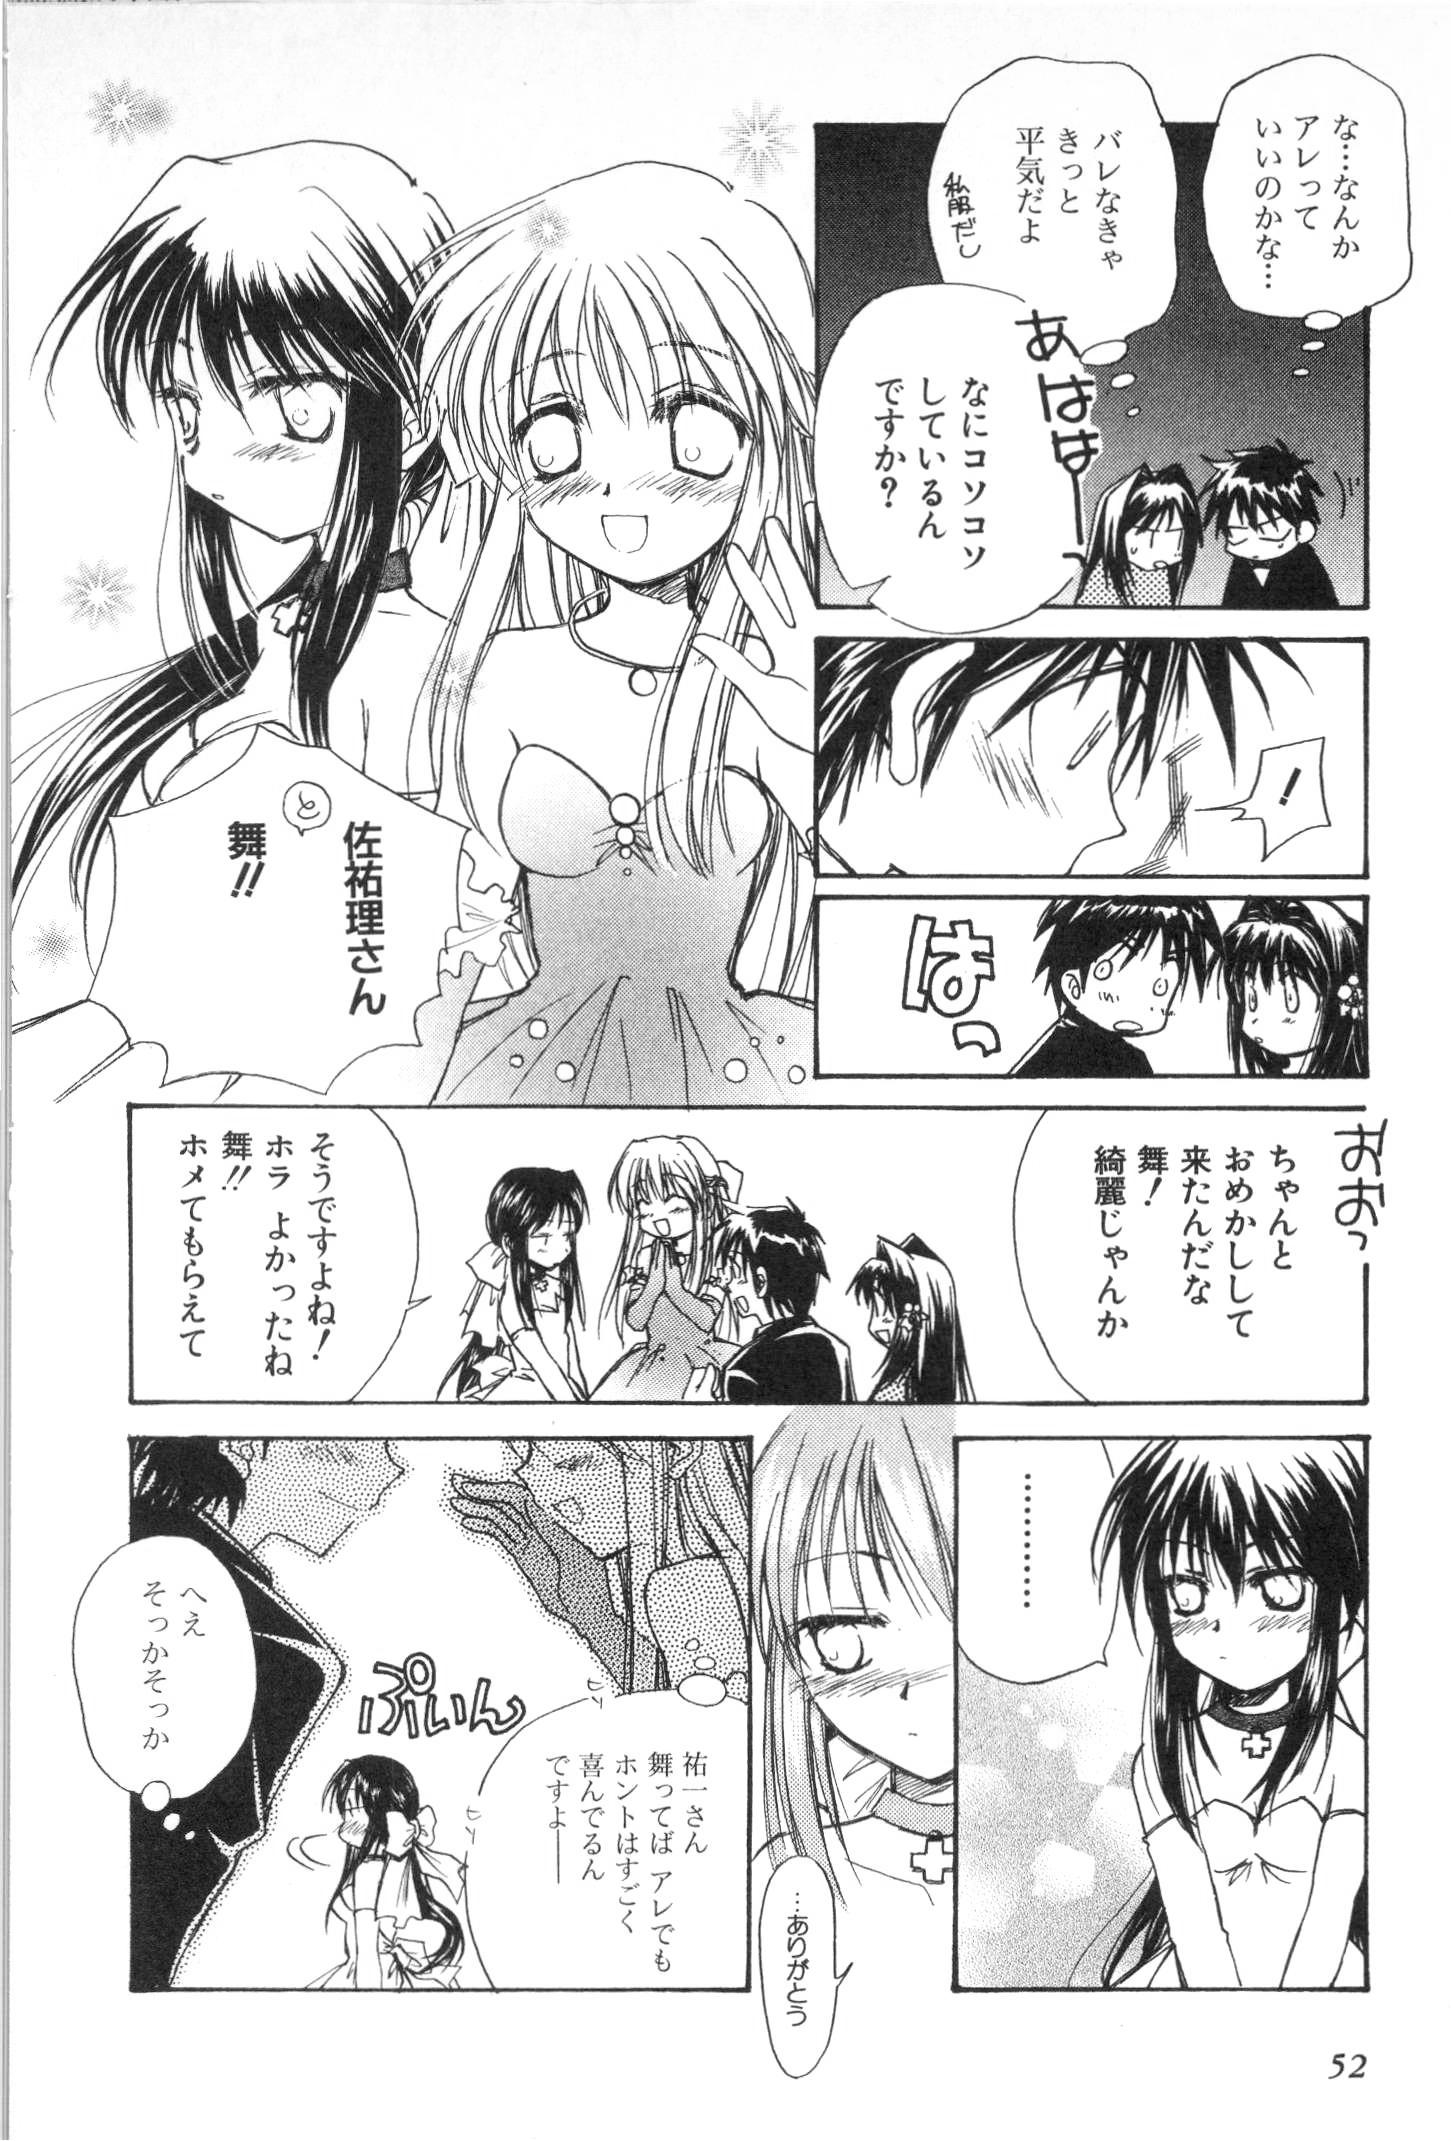 な…なんか
アレって
いいのかな…
バレなきゃ
きっと
平気だよ
私服だし
あははーっ
なにコソコソ
しているん
ですか?
!
はっ
佐祐理さん
と
舞!!
おおっ
ちゃんと
おめかしして
来たんだな
舞!
綺麗じゃんか
そうですよね!
ホラ よかったね
舞!!
ホメてもらえて
…………
…ありがとう
祐一さん
舞ってば アレでも
ホントはすごく
喜んでるん
ですよ──
ヒソ
ヒソ
ぷいん
へえ
そっかそっか
52